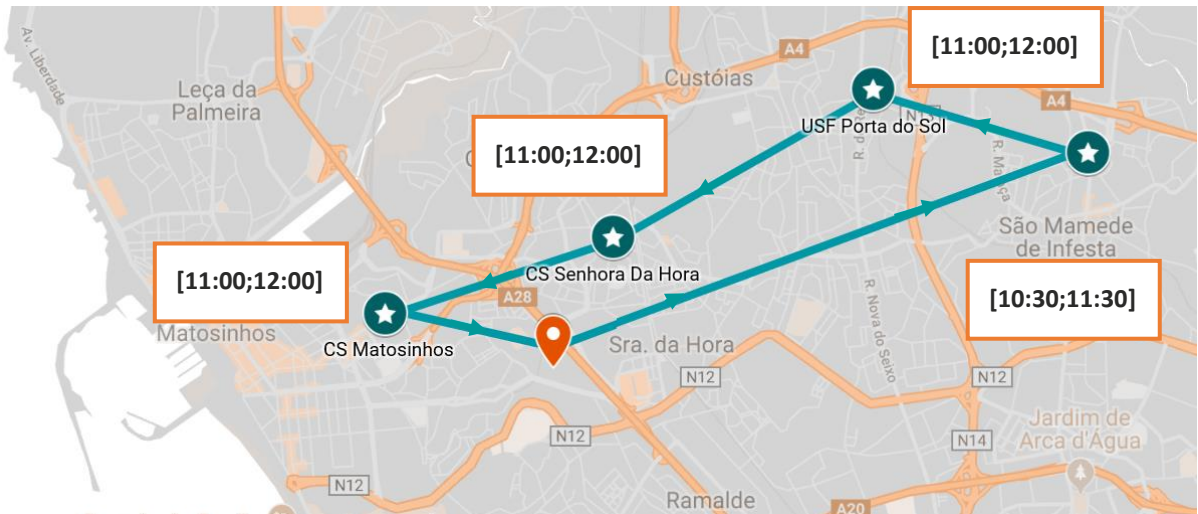 Av. Liberdade
Leça da
Palmeira
A4
Custóias
[11:00;12:00]
A4
USF Porta do Sol
R. Mainça
[11:00;12:00]
São Mamede
de Infesta
CS Senhora Da Hora
[11:00;12:00]
A28
[10:30;11:30]
Matosinhos
CS Matosinhos
Sra. da Hora
R. Nova do Seixo
N12
N12
Jardim de
Arca d'Água
N12
N14
N12
Ramalde
A20